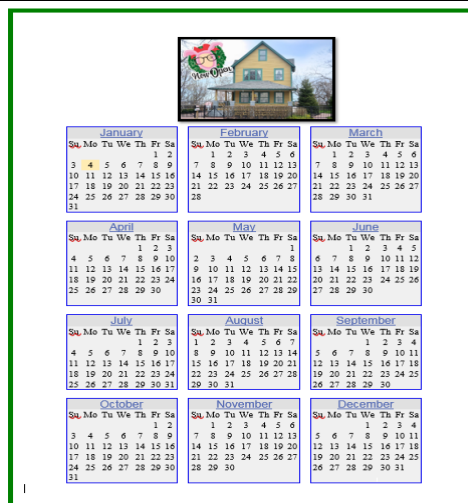 New Open
January
Su Mo Tu We Th Fr Sa
1 2
3 4 5 6 7 8 9
10 11 12 13 14 15 16
17 18 19 20 21 22 23
24 25 26 27 28 29 30
31
February
Su Mo Tu We Th Fr Sa
1 2 3 4 5 6
7 8 9 10 11 12 13
14 15 16 17 18 19 20
21 22 23 24 25 26 27
28
March
Su Mo Tu We Th Fr Sa
1 2 3 4 5 6
7 8 9 10 11 12 13
14 15 16 17 18 19 20
21 22 23 24 25 26 27
28 29 30 31
April
Su Mo Tu We Th Fr Sa
1 2 3
4 5 6 7 8 9 10
11 12 13 14 15 16 17
18 19 20 21 22 23 24
25 26 27 28 29 30
May
Su Mo Tu We Th Fr Sa
1
2 3 4 5 6 7 8
9 10 11 12 13 14 15
16 17 18 19 20 21 22
23 24 25 26 27 28 29
30 31
June
Su Mo Tu We Th Fr Sa
1 2 3 4 5
6 7 8 9 10 11 12
13 14 15 16 17 18 19
20 21 22 23 24 25 26
27 28 29 30
July
Su Mo Tu We Th Fr Sa
1 2 3
4 5 6 7 8 9 10
11 12 13 14 15 16 17
18 19 20 21 22 23 24
25 26 27 28 29 30 31
August
Su Mo Tu We Th Fr Sa
1 2 3 4 5 6 7
8 9 10 11 12 13 14
15 16 17 18 19 20 21
22 23 24 25 26 27 28
29 30 31
September
Su Mo Tu We Th Fr Sa
1 2 3 4
5 6 7 8 9 10 11
12 13 14 15 16 17 18
19 20 21 22 23 24 25
26 27 28 29 30
October
Su Mo Tu We Th Fr Sa
1 2
3 4 5 6 7 8 9
10 11 12 13 14 15 16
17 18 19 20 21 22 23
24 25 26 27 28 29 30
31
November
Su Mo Tu We Th Fr Sa
1 2 3 4 5 6
7 8 9 10 11 12 13
14 15 16 17 18 19 20
21 22 23 24 25 26 27
28 29 30
December
Su Mo Tu We Th Fr Sa
1 2 3 4
5 6 7 8 9 10 11
12 13 14 15 16 17 18
19 20 21 22 23 24 25
26 27 28 29 30 31